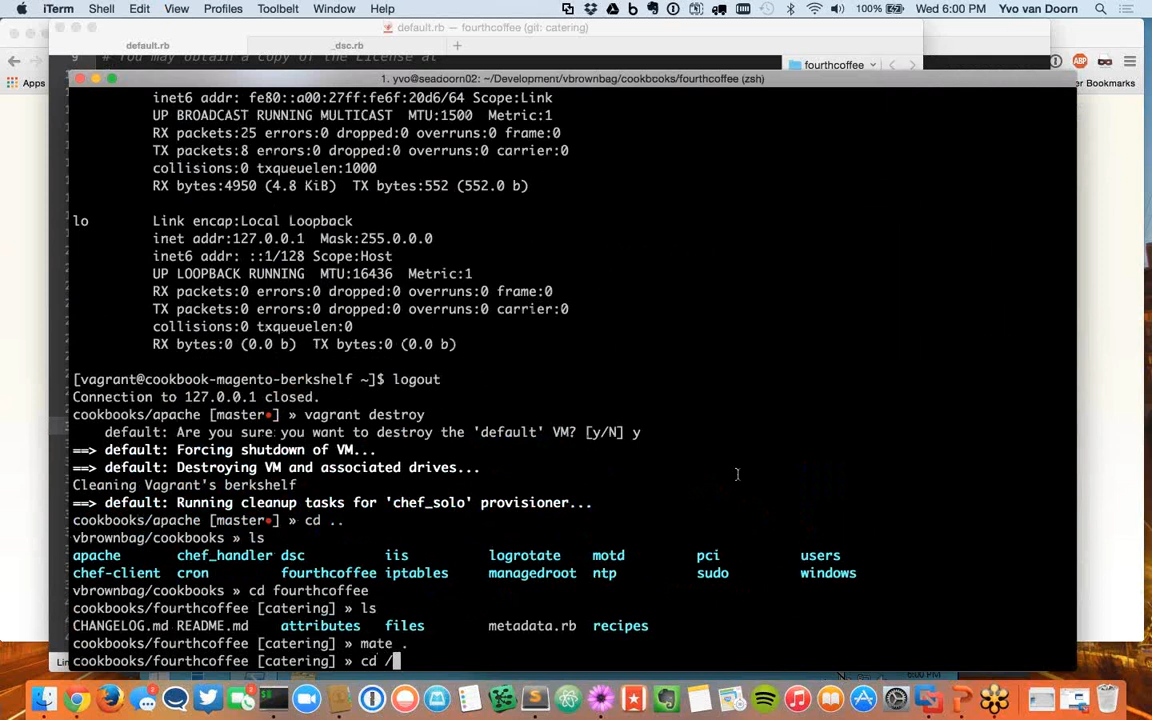 iTerm Shell Edit View Profiles Toolbelt Window Help 100% Wed 6:00 PM Yvo van Doorn
default.rb — fourthcoffee (git: catering)
default.rb _dsc.rb +
9 # You may obtain a copy of the License at
fourthcoffee
Apps
1. yvo@seadoorn02: ~/Development/vbrownbag/cookbooks/fourthcoffee (zsh)
ABP
r Bookmarks
inet6 addr: fe80::a00:27ff:fe6f:20d6/64 Scope:Link
UP BROADCAST RUNNING MULTICAST MTU:1500 Metric:1
RX packets:25 errors:0 dropped:0 overruns:0 frame:0
TX packets:8 errors:0 dropped:0 overruns:0 carrier:0
collisions:0 txqueuelen:1000
RX bytes:4950 (4.8 KiB) TX bytes:552 (552.0 b)
lo Link encap:Local Loopback
inet addr:127.0.0.1 Mask:255.0.0.0
inet6 addr: ::1/128 Scope:Host
UP LOOPBACK RUNNING MTU:16436 Metric:1
RX packets:0 errors:0 dropped:0 overruns:0 frame:0
TX packets:0 errors:0 dropped:0 overruns:0 carrier:0
collisions:0 txqueuelen:0
RX bytes:0 (0.0 b) TX bytes:0 (0.0 b)
[vagrant@cookbook-magento-berkshelf ~]$ logout
Connection to 127.0.0.1 closed.
cookbooks/apache [master●] » vagrant destroy
default: Are you sure you want to destroy the 'default' VM? [y/N] y
==> default: Forcing shutdown of VM...
==> default: Destroying VM and associated drives...
Cleaning Vagrant's berkshelf
==> default: Running cleanup tasks for 'chef_solo' provisioner...
cookbooks/apache [master●] » cd ..
vbrownbag/cookbooks » ls
apache chef_handler dsc iis logrotate motd pci users
chef-client cron fourthcoffee iptables managedroot ntp sudo windows
vbrownbag/cookbooks » cd fourthcoffee
cookbooks/fourthcoffee [catering] » ls
CHANGELOG.md README.md attributes files metadata.rb recipes
cookbooks/fourthcoffee [catering] » mate .
cookbooks/fourthcoffee [catering] » cd /